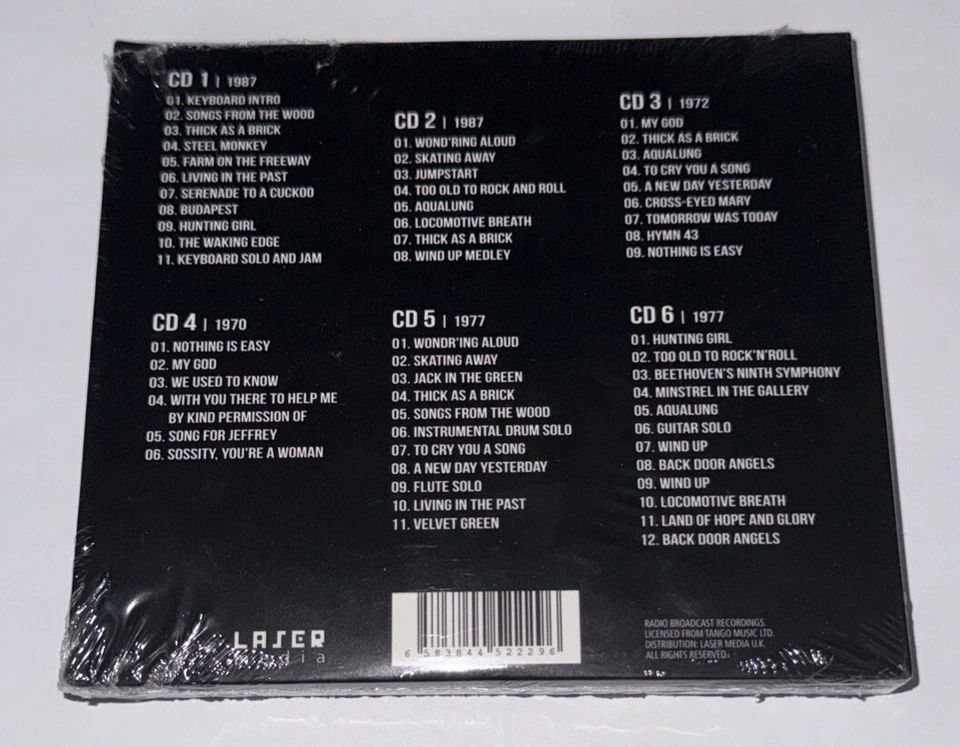 CD 1 | 1987
01. KEYBOARD INTRO
02. SONGS FROM THE WOOD
03. THICK AS A BRICK
04. STEEL MONKEY
05. FARM ON THE FREEWAY
06. LIVING IN THE PAST
07. SERENADE TO A CUCKOO
08. BUDAPEST
09. HUNTING GIRL
10. THE WAKING EDGE
11. KEYBOARD SOLO AND JAM
CD 2 | 1987
01. WOND'RING ALOUD
02. SKATING AWAY
03. JUMPSTART
04. TOO OLD TO ROCK AND ROLL
05. AQUALUNG
06. LOCOMOTIVE BREATH
07. THICK AS A BRICK
08. WIND UP MEDLEY
CD 3 | 1972
01. MY GOD
02. THICK AS A BRICK
03. AQUALUNG
04. TO CRY YOU A SONG
05. A NEW DAY YESTERDAY
06. CROSS-EYED MARY
07. TOMORROW WAS TODAY
08. HYMN 43
09. NOTHING IS EASY
CD 4 | 1970
01. NOTHING IS EASY
02. MY GOD
03. WE USED TO KNOW
04. WITH YOU THERE TO HELP ME
BY KIND PERMISSION OF
05. SONG FOR JEFFREY
06. SOSSITY, YOU'RE A WOMAN
CD 5 | 1977
01. WONDR'ING ALOUD
02. SKATING AWAY
03. JACK IN THE GREEN
04. THICK AS A BRICK
05. SONGS FROM THE WOOD
06. INSTRUMENTAL DRUM SOLO
07. TO CRY YOU A SONG
08. A NEW DAY YESTERDAY
09. FLUTE SOLO
10. LIVING IN THE PAST
11. VELVET GREEN
CD 6 | 1977
01. HUNTING GIRL
02. TOO OLD TO ROCK'N'ROLL
03. BEETHOVEN'S NINTH SYMPHONY
04. MINSTREL IN THE GALLERY
05. AQUALUNG
06. GUITAR SOLO
07. WIND UP
08. BACK DOOR ANGELS
09. WIND UP
10. LOCOMOTIVE BREATH
11. LAND OF HOPE AND GLORY
12. BACK DOOR ANGELS
LASER
media
6 583844 522296
RADIO BROADCAST RECORDINGS.
LICENSED FROM TANGO MUSIC LTD.
DISTRIBUTION: LASER MEDIA U.K.
ALL RIGHTS RESERVED.